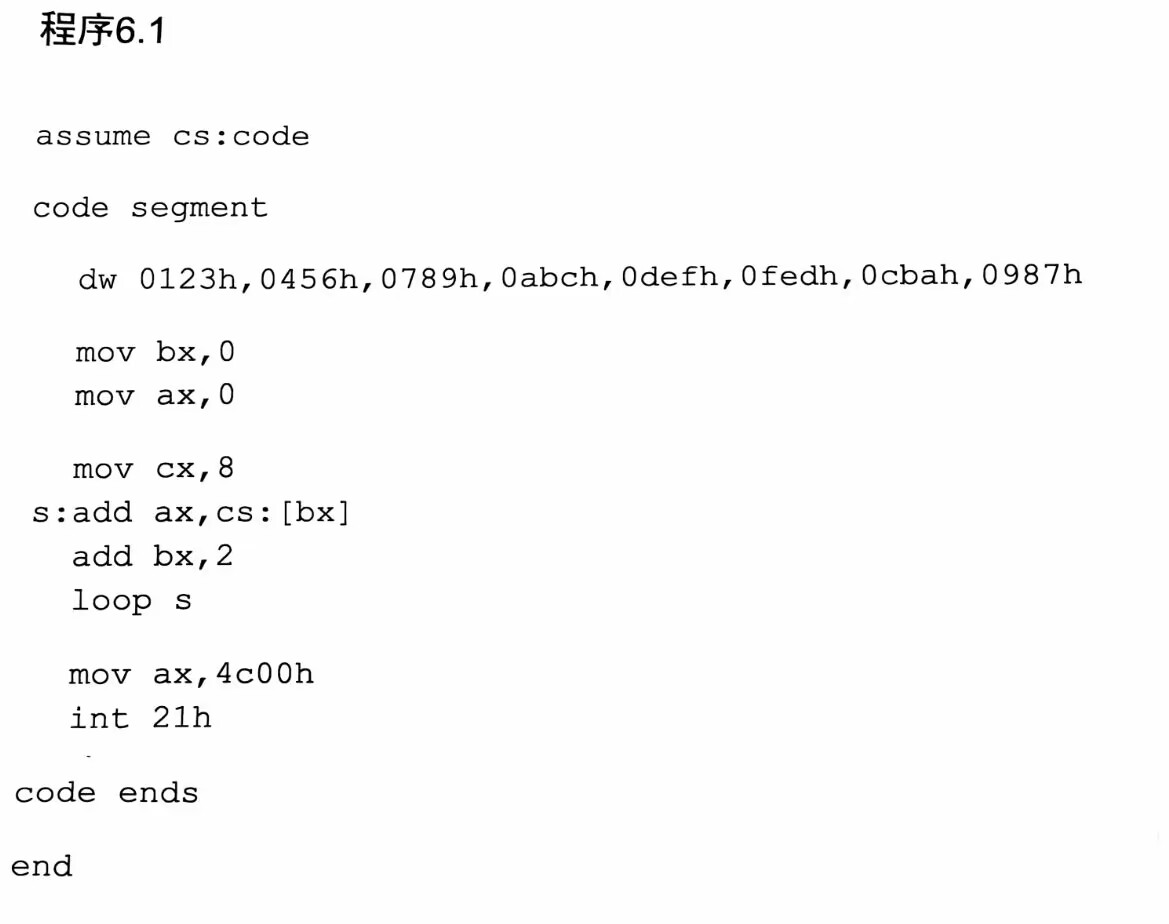 程序6.1
assume cs:code
code segment
dw 0123h,0456h,0789h,0abch,0defh,0fedh,0cbah,0987h
mov bx,0
mov ax,0
mov cx,8
s:add ax,cs:[bx]
add bx,2
loop s
mov ax,4c00h
int 21h
code ends
end